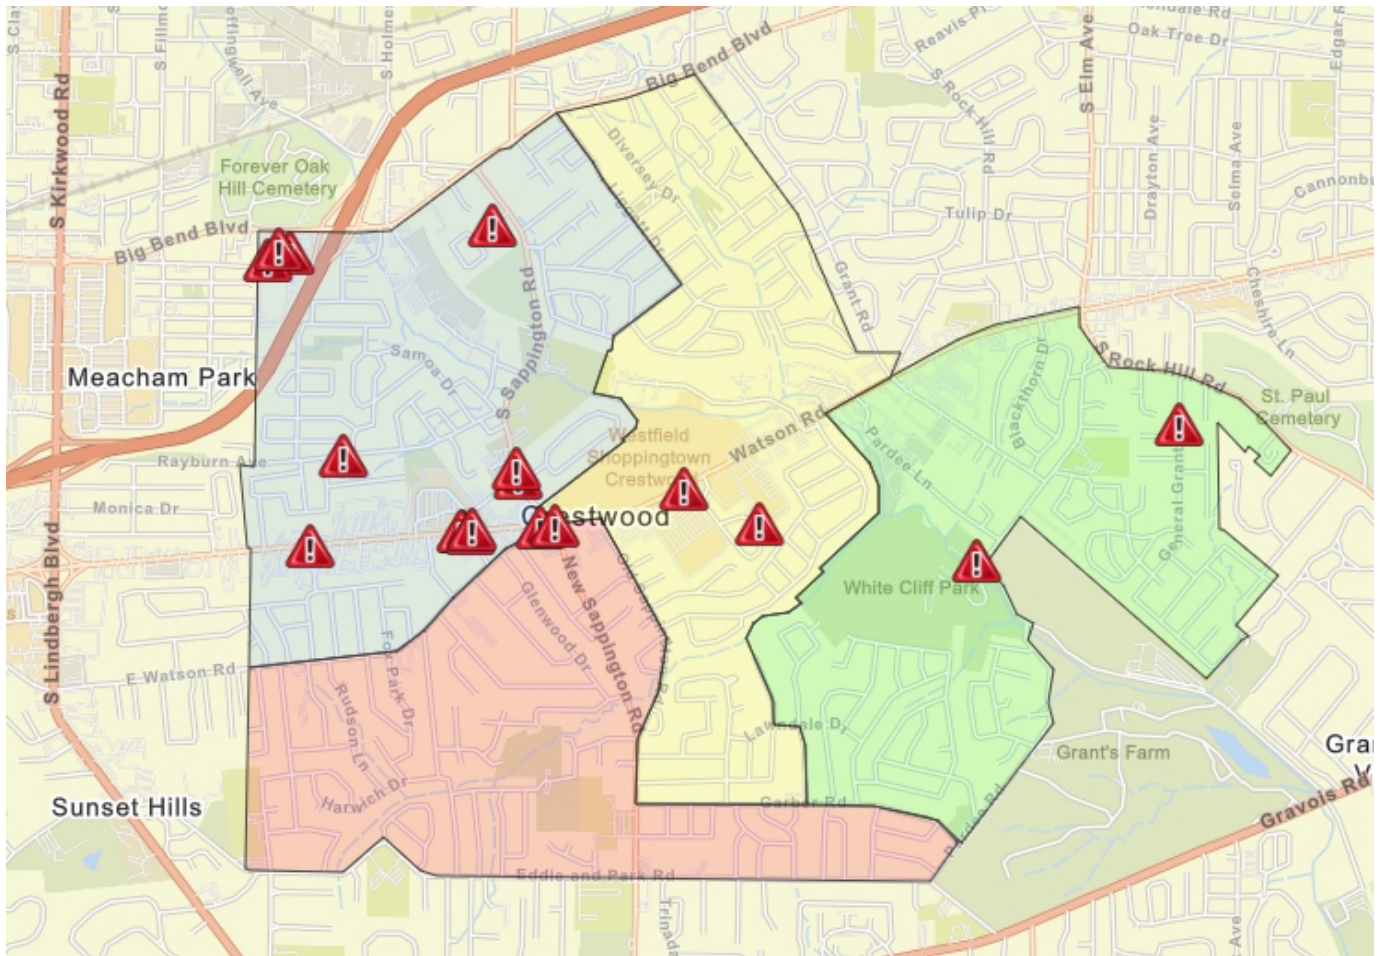 S Kirkwood Rd
S Holmes
Big Bend Blvd
Reavis Pl
S Rock Hill Rd
S Elm Ave
Oak Tree Dr
Drayton Ave
Selma Ave
Tulip Dr
Grant Rd
Cheshire Ln
Forever Oak
Hill Cemetery
Big Bend Blvd
Diversey Dr
Liggett Dr
S Sappington Rd
Samoa Dr
Meacham Park
Rayburn Ave
Monica Dr
S Lindbergh Blvd
Westfield
Shoppingtown
Watson Rd
Crestwood
Pardee Ln
Blackthorn Dr
S Rock Hill Rd
St. Paul
Cemetery
General Grant
White Cliff Park
New Sappington Rd
Glenwood Dr
E Watson Rd
Fox Park Dr
Rudson Ln
Harwich Dr
Sunset Hills
Lawndale Dr
Garber Rd
Eddie and Park Rd
Grant's Farm
Gravois Rd
Ave